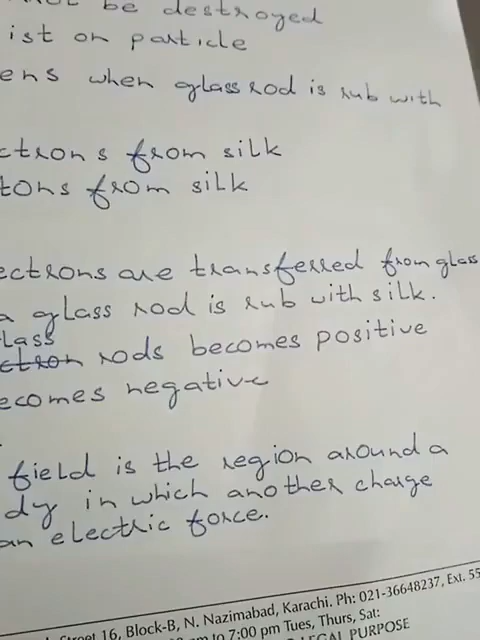 be destroyed
ist on particle
ens when glass rod is rub with
ctrons from silk
tons from silk
ectrons are transferred from glass
a glass rod is rub with silk.
lass
ctron rods becomes positive
ecomes negative
field is the region around a
dy in which another charge
an electric force.
Street 16, Block-B, N. Nazimabad, Karachi. Ph: 021-36648237, Ext. 55
to 7:00 pm Tues, Thurs, Sat:
LEGAL PURPOSE